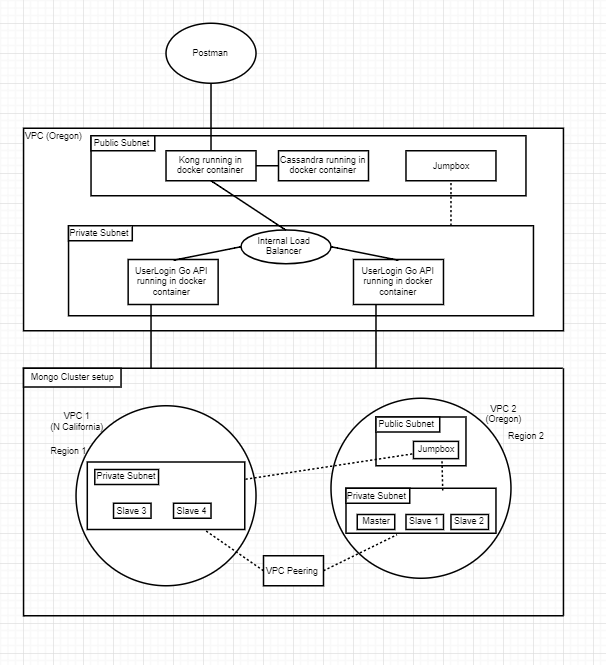 Postman
VPC (Oregon)
Public Subnet
Kong running in
docker container
Cassandra running in
docker container
Jumpbox
Private Subnet
Internal Load
Balancer
UserLogin Go API
running in docker
container
UserLogin Go API
running in docker
container
Mongo Cluster setup
VPC 1
(N California)
Region 1
Private Subnet
Slave 3
Slave 4
VPC 2
(Oregon)
Region 2
Public Subnet
Jumpbox
Private Subnet
Master
Slave 1
Slave 2
VPC Peering